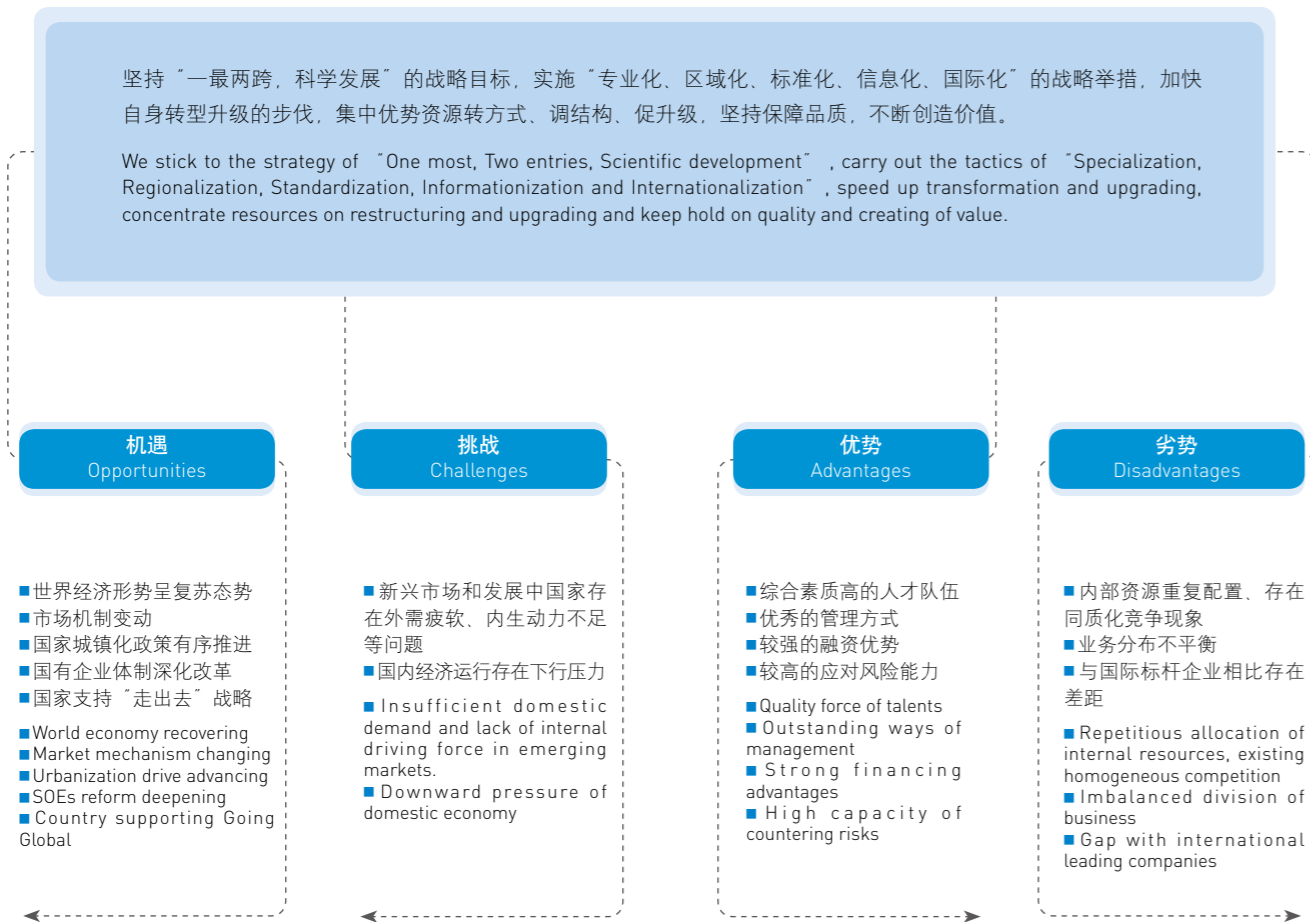 坚持“一最两跨，科学发展”的战略目标，实施“专业化、区域化、标准化、信息化、国际化”的战略举措，加快
自身转型升级的步伐，集中优势资源转方式、调结构、促升级，坚持保障品质，不断创造价值。
We stick to the strategy of “One most, Two entries, Scientific development”, carry out the tactics of “Specialization,
Regionalization, Standardization, Informationization and Internationalization”, speed up transformation and upgrading,
concentrate resources on restructuring and upgrading and keep hold on quality and creating of value.
机遇
Opportunities
■世界经济形势呈复苏态势
■市场机制变动
■国家城镇化政策有序推进
■国有企业体制深化改革
■国家支持“走出去”战略
■World economy recovering
■Market mechanism changing
■Urbanization drive advancing
■SOEs reform deepening
■Country supporting Going
Global
挑战
Challenges
■新兴市场和发展中国家存
在外需疲软、内生动力不足
等问题
■国内经济运行存在下行压力
■Insufficient domestic
demand and lack of internal
driving force in emerging
markets.
■Downward pressure of
domestic economy
优势
Advantages
■综合素质高的人才队伍
■优秀的管理方式
■较强的融资优势
■较高的应对风险能力
■Quality force of talents
■Outstanding ways of
management
■Strong financing
advantages
■High capacity of
countering risks
劣势
Disadvantages
■内部资源重复配置、存在
同质化竞争现象
■业务分布不平衡
■与国际标杆企业相比存在
差距
■Repetitious allocation of
internal resources, existing
homogeneous competition
■Imbalanced division of
business
■Gap with international
leading companies